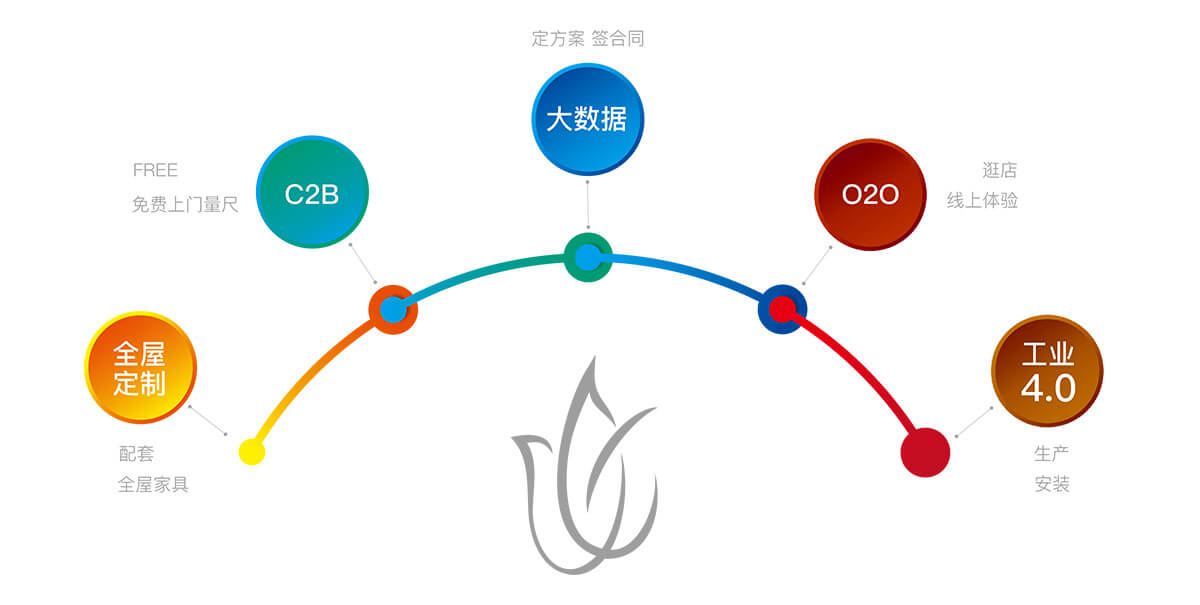 全屋
定制
配套
全屋家具
FREE
免费上门量尺
C2B
定方案 签合同
大数据
O2O
逛店
线上体验
工业
4.0
生产
安装